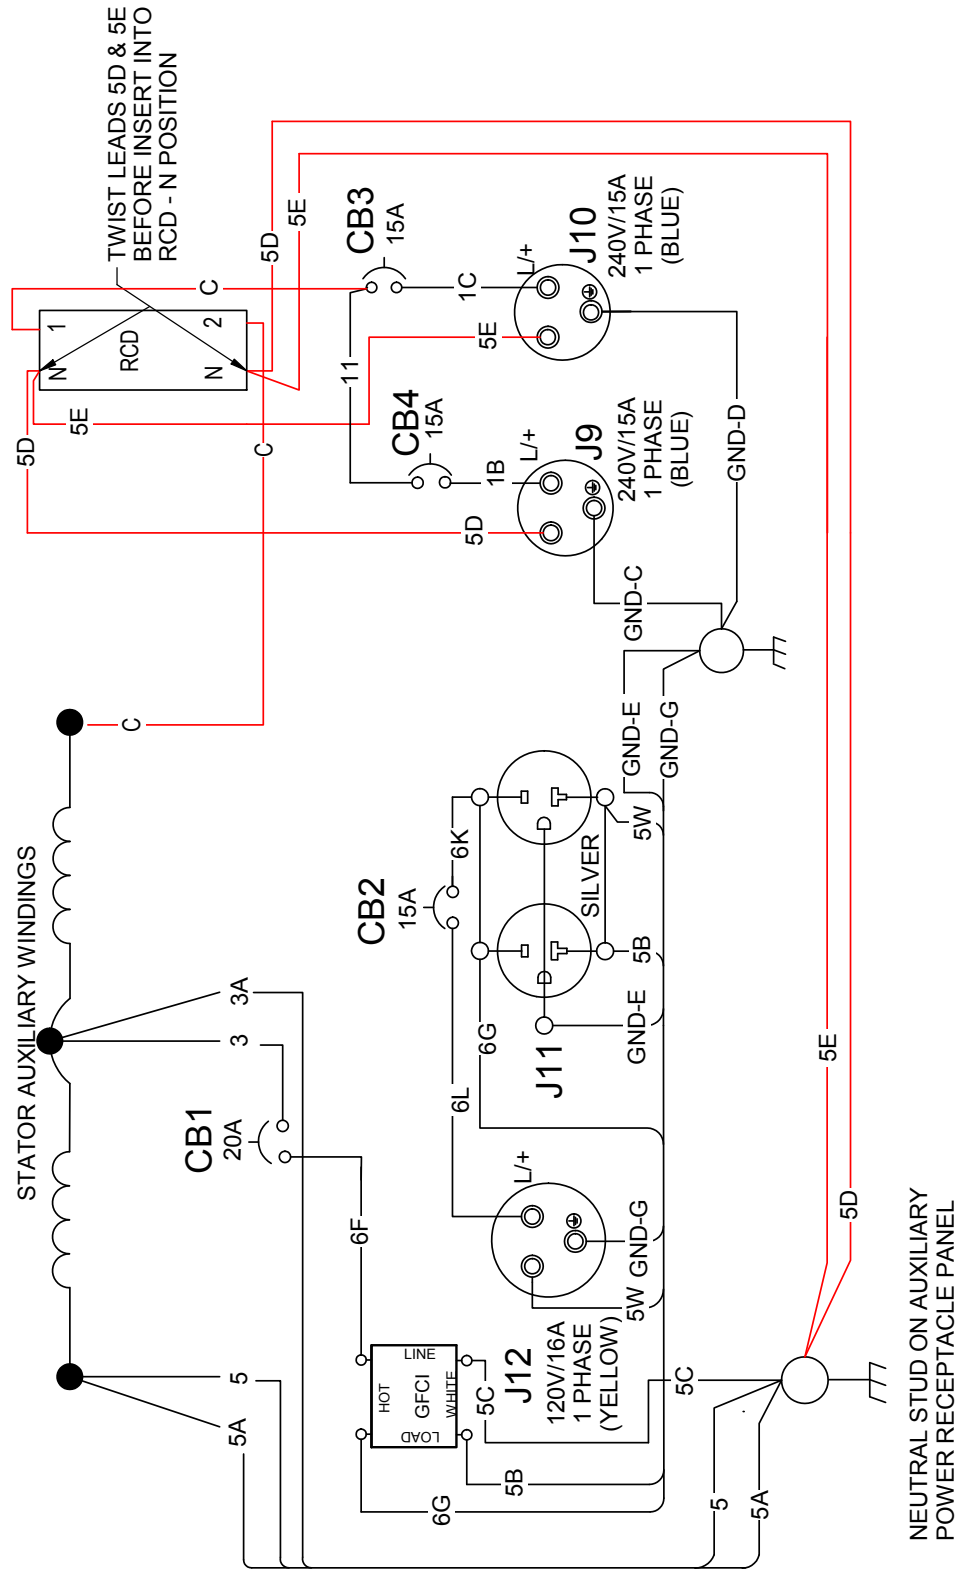 STATOR AUXILIARY WINDINGS
TWIST LEADS 5D & 5E
BEFORE INSERT INTO
RCD - N POSITION
5A
5
3
3A
C
C
C
5D
5E
N
1
RCD
N
2
5D
5E
CB1
20A
6F
CB2
15A
6L
6K
CB4
15A
11
CB3
15A
1B
1C
5D
5E
HOT
LINE
GFCI
LOAD
WHITE
6G
5B
5C
J12
120V/16A
1 PHASE
(YELLOW)
L/+
5W
GND-G
6G
J11
SILVER
GND-E
5B
5W
GND-E
GND-G
L/+
J9
240V/15A
1 PHASE
(BLUE)
GND-C
L/+
J10
240V/15A
1 PHASE
(BLUE)
GND-D
5C
5
5A
5E
5D
NEUTRAL STUD ON AUXILIARY
POWER RECEPTACLE PANEL